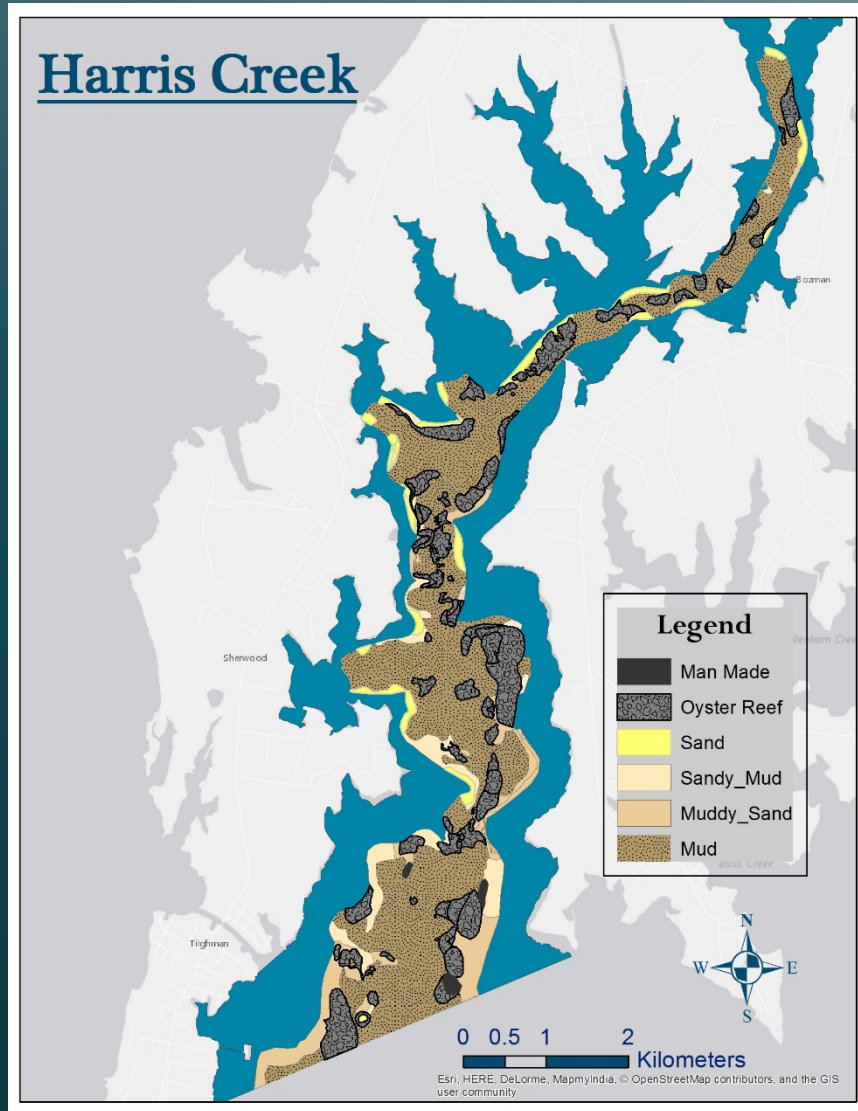 Harris Creek
Bozman
Sherwood
Tilghman
Legend
Man Made
Oyster Reef
Sand
Sandy_Mud
Muddy_Sand
Mud
N
W
E
S
0 0.5 1 2
Kilometers
Esri, HERE, DeLorme, MapmyIndia, © OpenStreetMap contributors, and the GIS
user community